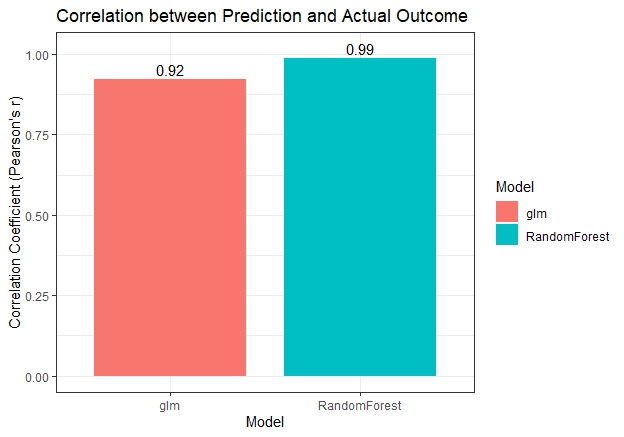 Correlation between Prediction and Actual Outcome
Correlation Coefficient (Pearson's r)
1.00
0.75
0.50
0.25
0.00
0.92
0.99
glm
RandomForest
Model
Model
glm
RandomForest